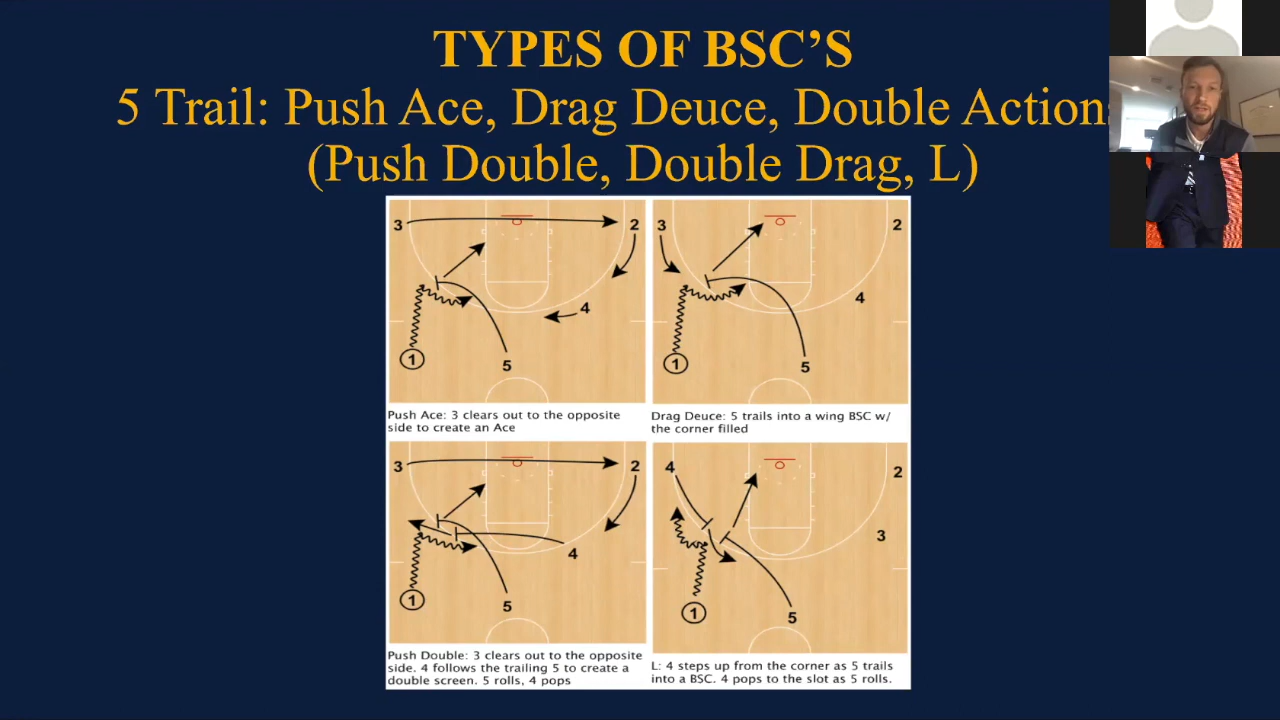 TYPES OF BSC'S
5 Trail: Push Ace, Drag Deuce, Double Action
(Push Double, Double Drag, L)
3
2
4
1
5
3
2
4
1
5
Push Ace: 3 clears out to the opposite
side to create an Ace
Drag Deuce: 5 trails into a wing BSC w/
the corner filled
3
2
4
1
5
4
2
3
1
5
Push Double: 3 clears out to the opposite
side. 4 follows the trailing 5 to create a
double screen. 5 rolls, 4 pops
L: 4 steps up from the corner as 5 trails
into a BSC. 4 pops to the slot as 5 rolls.